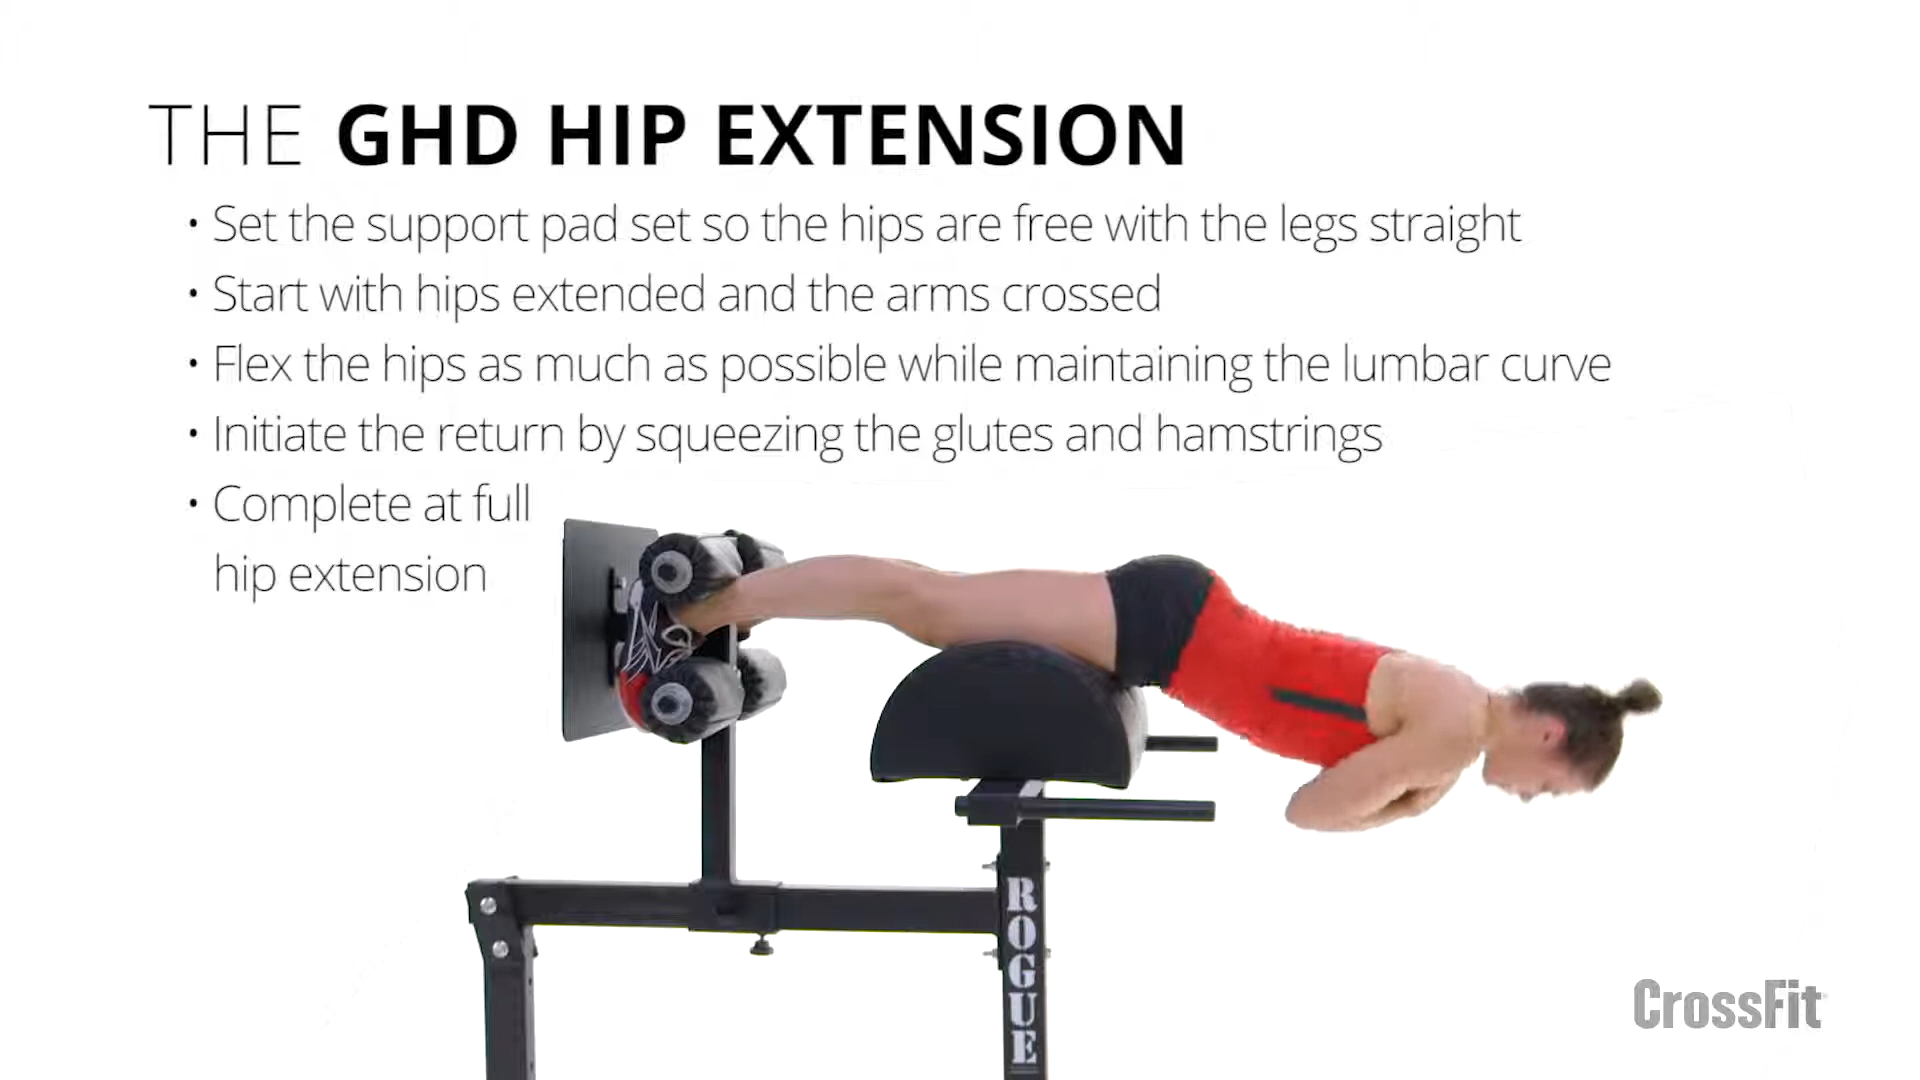 THE GHD HIP EXTENSION
• Set the support pad set so the hips are free with the legs straight
• Start with hips extended and the arms crossed
• Flex the hips as much as possible while maintaining the lumbar curve
• Initiate the return by squeezing the glutes and hamstrings
• Complete at full
hip extension
ROGUE
CrossFit